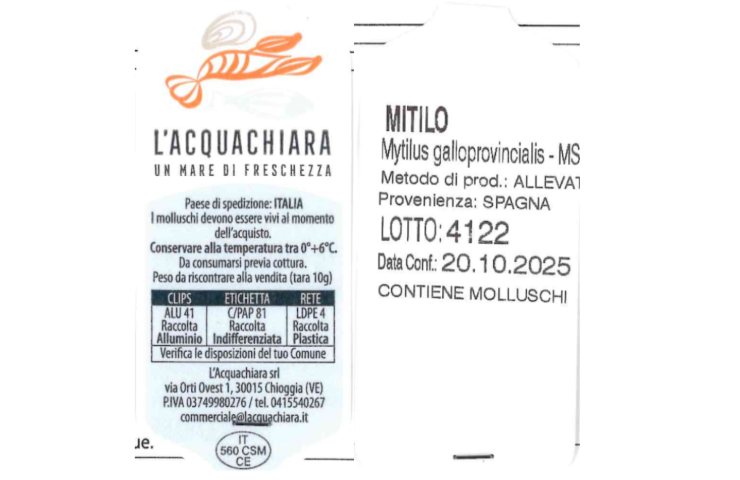 L'ACQUACHIARA
UN MARE DI FRESCHEZZA
Paese di spedizione: ITALIA
I molluschi devono essere vivi al momento
dell'acquisto.
Conservare alla temperatura tra 0°÷6°C.
Da consumarsi previa cottura.
Peso da riscontrare alla vendita (tara 10g)
CLIPS ETICHETTA RETE
ALU 41 C/PAP 81 LDPE 4
Raccolta Raccolta Raccolta
Alluminio Indifferenziata Plastica
Verifica le disposizioni del tuo Comune
L'Acquachiara srl
via Orti Ovest 1, 30015 Chioggia (VE)
P.IVA 03749980276 / tel. 0415540267
commerciale@lacquachiara.it
ue.
IT
560 CSM
CE
MITILO
Mytilus galloprovincialis - MS
Metodo di prod.: ALLEVAT
Provenienza: SPAGNA
LOTTO: 4122
Data Conf.: 20.10.2025
CONTIENE MOLLUSCHI